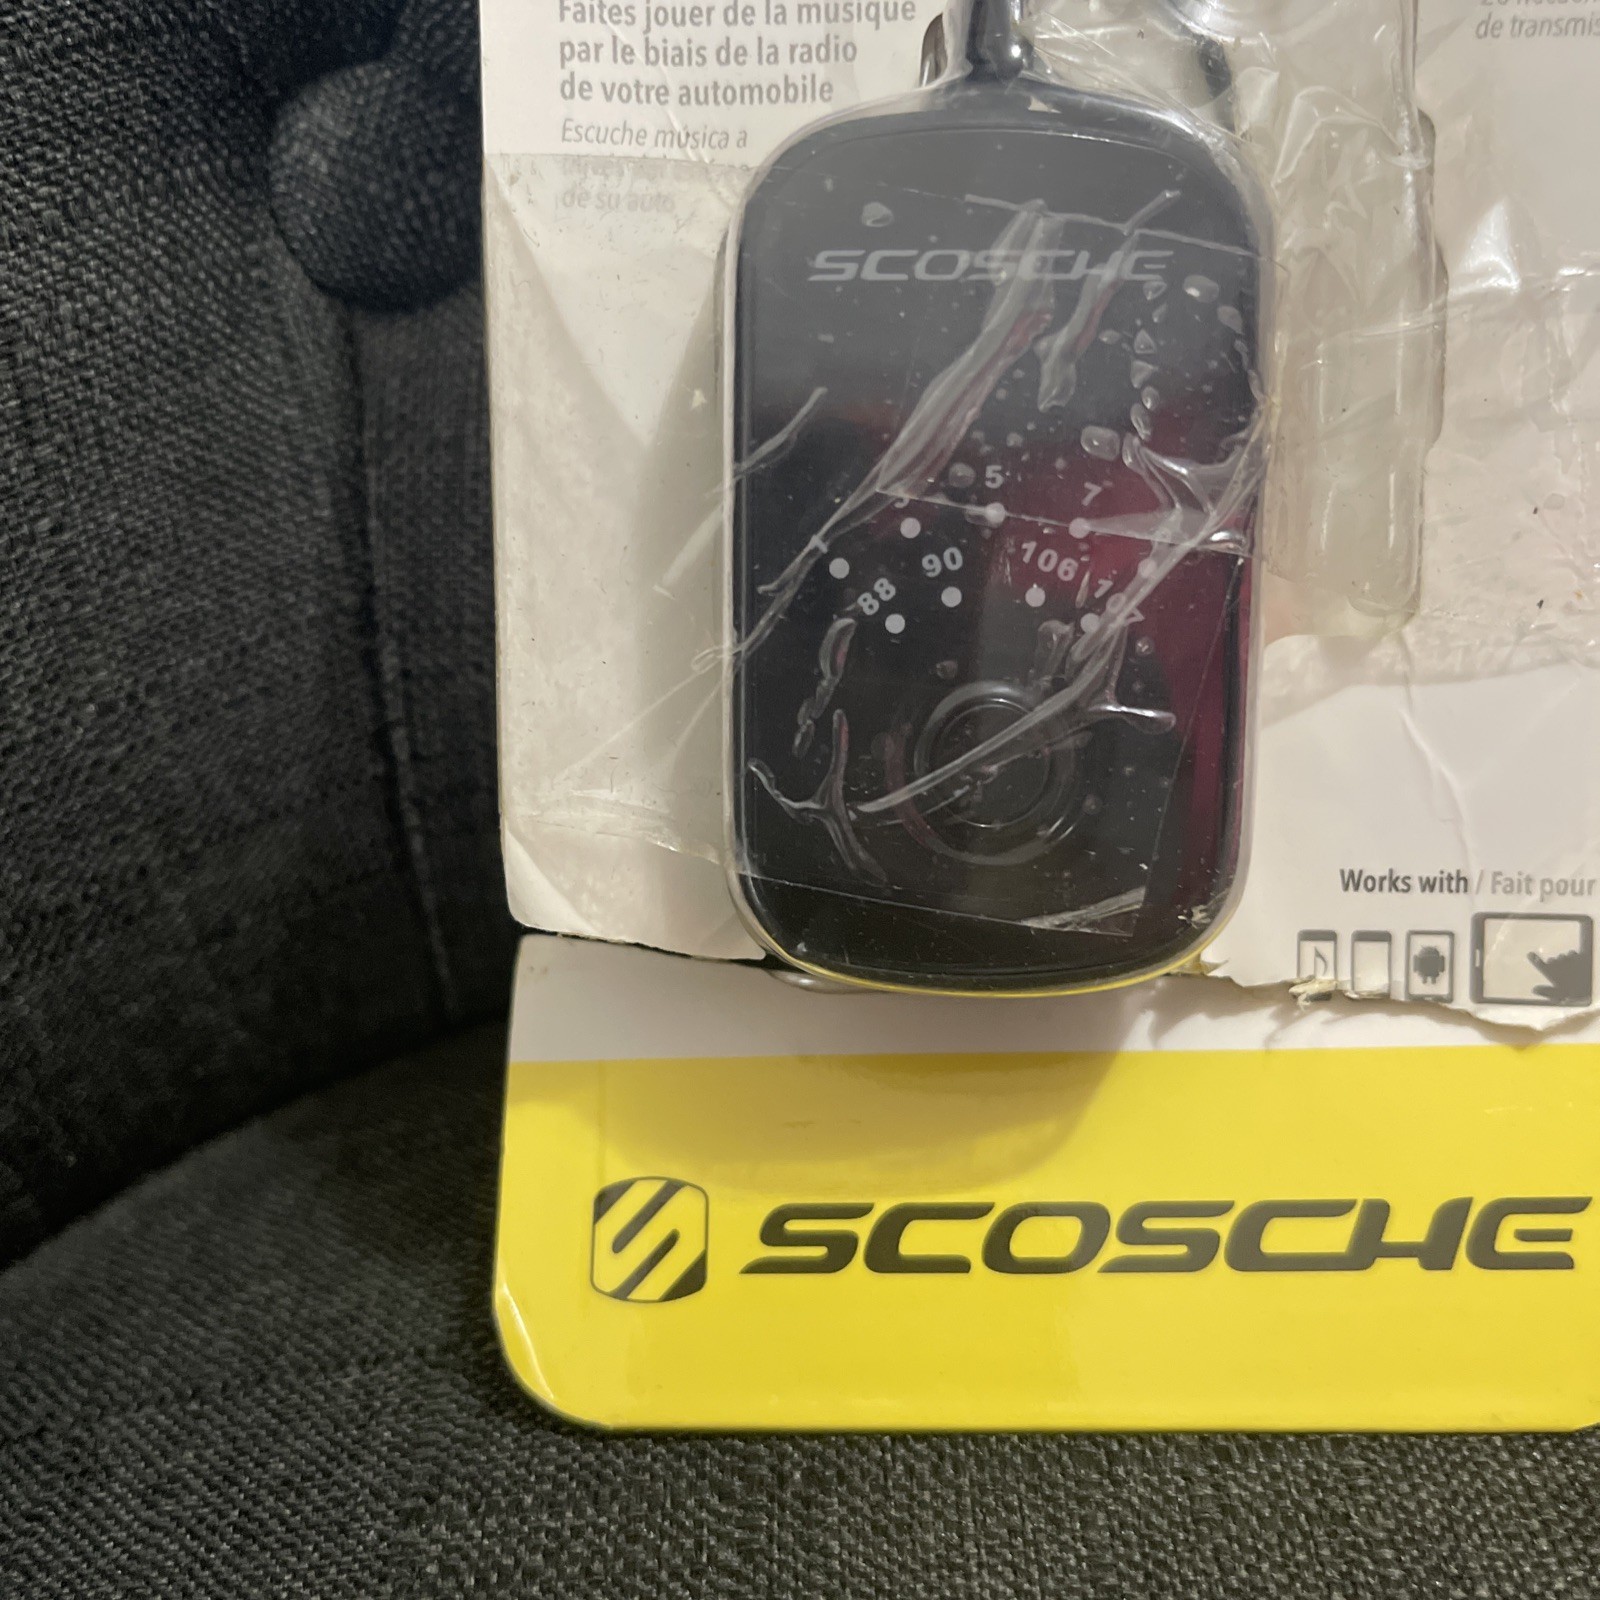 Faites jouer de la musique
par le biais de la radio
de votre automobile
Escuche música a
de su auto
de transmis
SCOSCHE
5
7
90
106
88
107
Works with / Fait pour
SCOSCHE